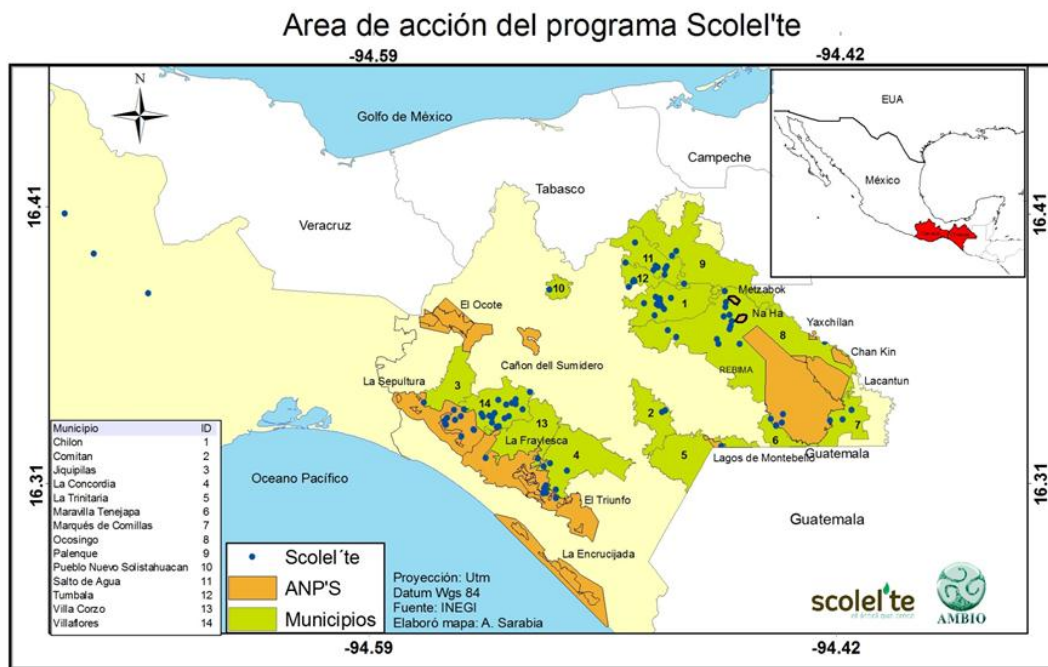 Area de acción del programa Scolel'te
-94.59
-94.42
N
Golfo de México
EUA
Campeche
México
Tabasco
16.41
16.41
Veracruz
11
9
12
10
1
Metzabok
Na Ha
El Ocote
Yaxchilan
8
Chan Kin
Cañon dell Sumidero
REBIMA
La Sepultura
3
Lacantun
14
2
13
7
La Fraylesca
6
4
5
Lagos de Montebello
Guatemala
16.31
Oceano Pacífico
16.31
El Triunfo
Guatemala
La Encrucijada
Municipio ID
Chilon 1
Comitan 2
Jiquipilas 3
La Concordia 4
La Trinitaria 5
Maravilla Tenejapa 6
Marqués de Comillas 7
Ocosingo 8
Palenque 9
Pueblo Nuevo Solistahuacan 10
Salto de Agua 11
Tumbala 12
Villa Corzo 13
Villaflores 14
Scolel´te
ANP'S
Municipios
Proyección: Utm
Datum Wgs 84
Fuente: INEGI
Elaboró mapa: A. Sarabia
scolel'te
el árbol que crece
AMBIO
-94.59
-94.42